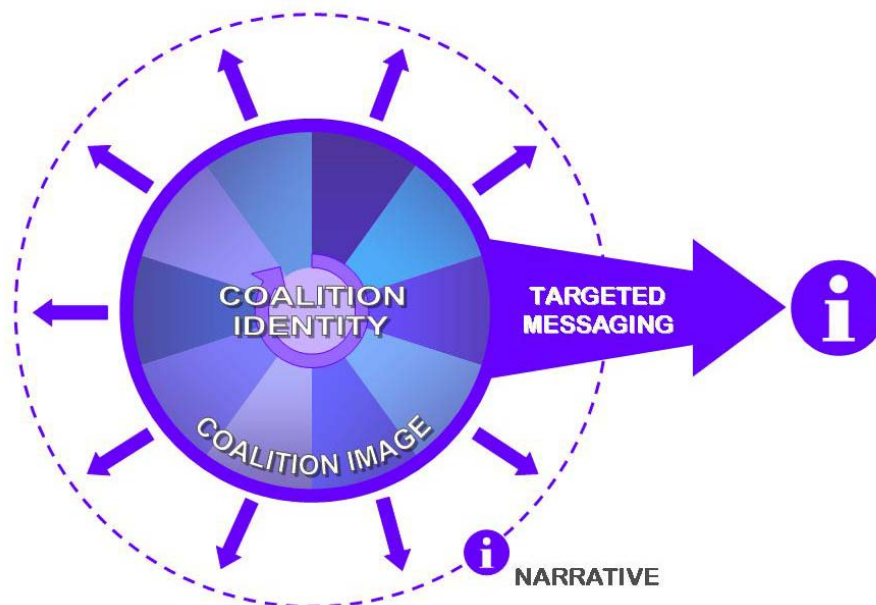 COALITION
IDENTITY
TARGETED
MESSAGING
i
COALITION IMAGE
i
NARRATIVE